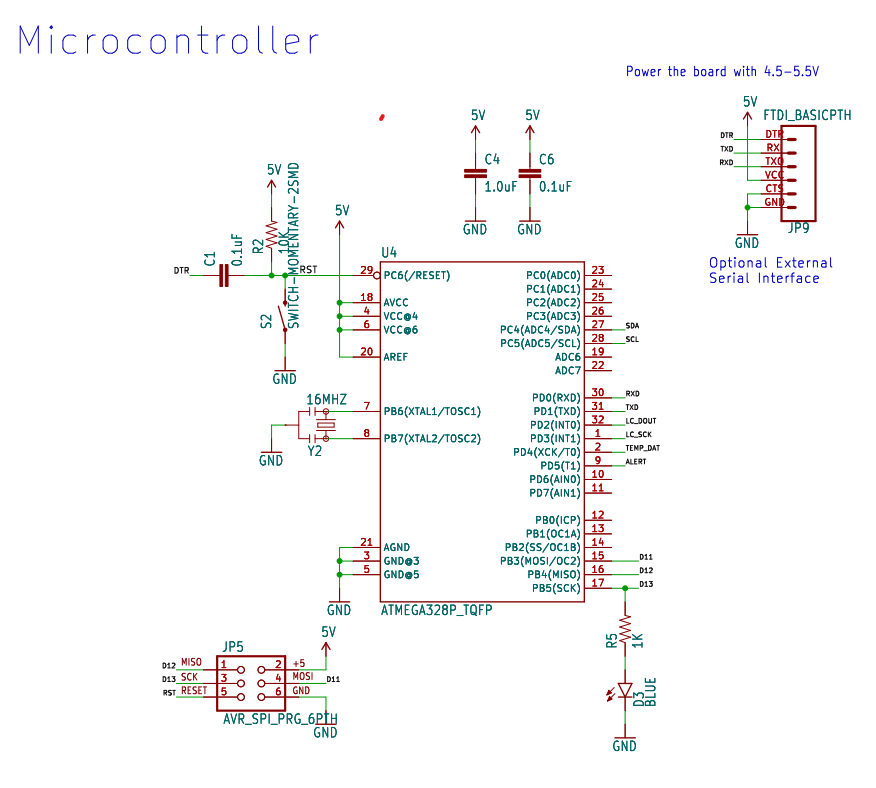 Microcontroller
Power the board with 4.5-5.5V
5V
FTDI_BASICPTH
DTR
DTR
TXD
RXI
RXD
TXO
VCC
CTS
GND
JP9
GND
Optional External
Serial Interface
5V
C4
1.0uF
GND
5V
C6
0.1uF
GND
5V
R2
10K
SWITCH-MOMENTARY-2SMD
C1
0.1uF
DTR
RST
S2
GND
5V
U4
29 PC6(/RESET)
18 AVCC
4 VCC@4
6 VCC@6
20 AREF
16MHZ
7 PB6(XTAL1/TOSC1)
8 PB7(XTAL2/TOSC2)
Y2
GND
21 AGND
3 GND@3
5 GND@5
GND
PC0(ADC0) 23
PC1(ADC1) 24
PC2(ADC2) 25
PC3(ADC3) 26
PC4(ADC4/SDA) 27 SDA
PC5(ADC5/SCL) 28 SCL
ADC6 19
ADC7 22
PD0(RXD) 30 RXD
PD1(TXD) 31 TXD
PD2(INT0) 32 LC_DOUT
PD3(INT1) 1 LC_SCK
PD4(XCK/T0) 2 TEMP_DAT
PD5(T1) 9 ALERT
PD6(AIN0) 10
PD7(AIN1) 11
PB0(ICP) 12
PB1(OC1A) 13
PB2(SS/OC1B) 14
PB3(MOSI/OC2) 15 D11
PB4(MISO) 16 D12
PB5(SCK) 17 D13
ATMEGA328P_TQFP
R5
1K
D3
BLUE
GND
5V
JP5
D12 MISO 1 2 +5
D13 SCK 3 4 MOSI D11
RST RESET 5 6 GND
AVR_SPI_PRG_6PTH
GND